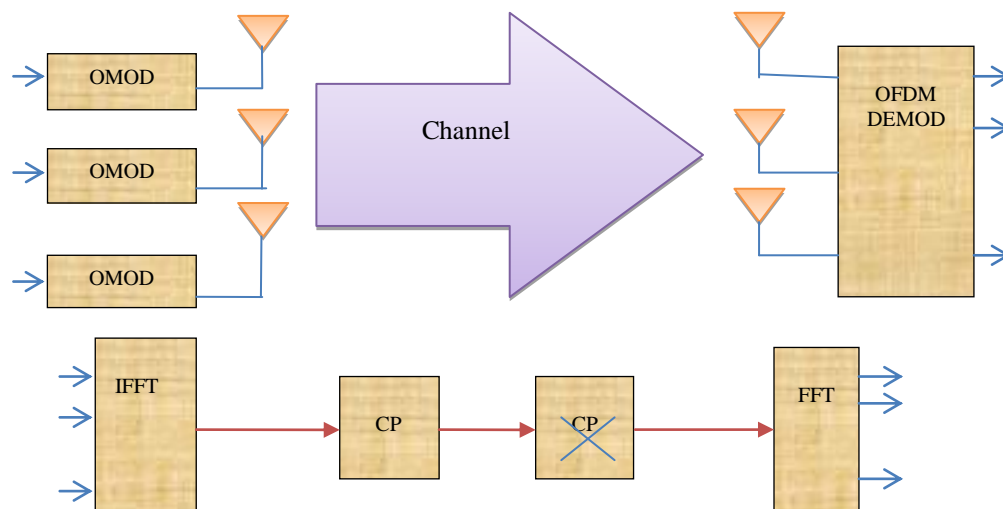 OMOD
OMOD
OMOD
Channel
OFDM
DEMOD
IFFT
CP
CP
FFT